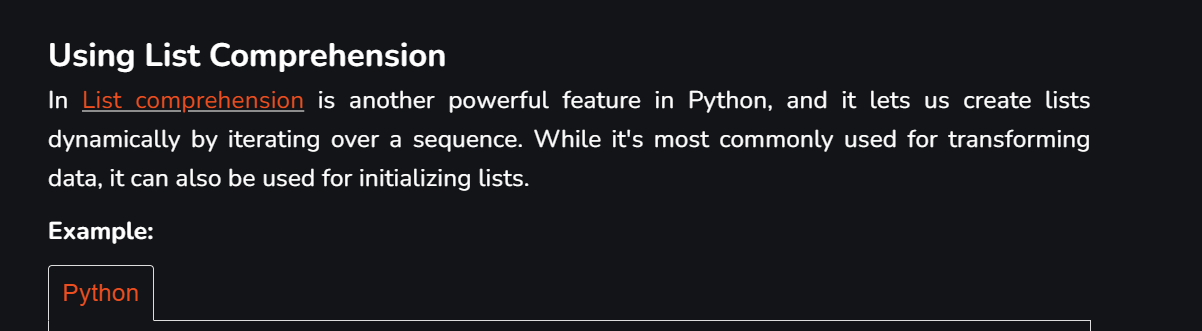 Using List Comprehension
In List comprehension is another powerful feature in Python, and it lets us create lists
dynamically by iterating over a sequence. While it's most commonly used for transforming
data, it can also be used for initializing lists.
Example:
Python